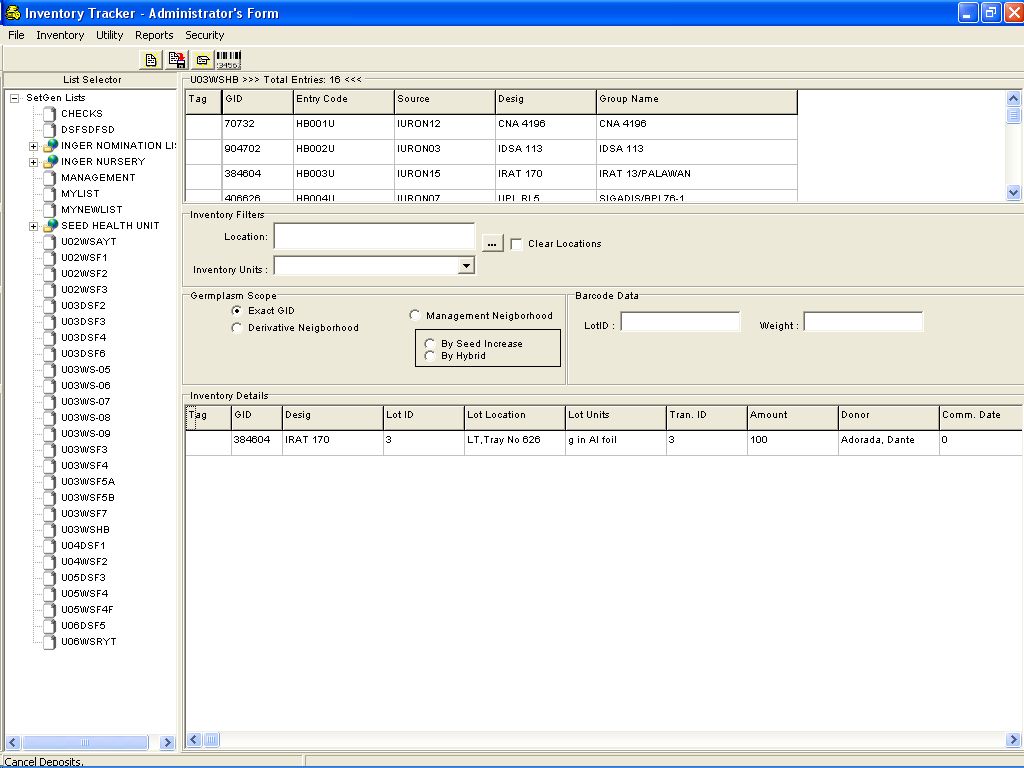 Inventory Tracker - Administrator's Form
File Inventory Utility Reports Security
3456
List Selector
SetGen Lists
CHECKS
DSFSDFSD
INGER NOMINATION LI
INGER NURSERY
MANAGEMENT
MYLIST
MYNEWLIST
SEED HEALTH UNIT
U02WSAYT
U02WSF1
U02WSF2
U02WSF3
U03DSF2
U03DSF3
U03DSF4
U03DSF6
U03WS-05
U03WS-06
U03WS-07
U03WS-08
U03WS-09
U03WSF3
U03WSF4
U03WSF5A
U03WSF5B
U03WSF7
U03WSHB
U04DSF1
U04WSF2
U05DSF3
U05WSF4
U05WSF4F
U06DSF5
U06WSRYT
U03WSHB >>> Total Entries: 16 <<<
Tag GID Entry Code Source Desig Group Name
70732 HB001U IURON12 CNA 4196 CNA 4196
904702 HB002U IURON03 IDSA 113 IDSA 113
384604 HB003U IURON15 IRAT 170 IRAT 13/PALAWAN
406626 HB004U IURON07 UPL RL5 SIGADIS/BPI 76-1
Inventory Filters
Location: ... Clear Locations
Inventory Units :
Germplasm Scope
Exact GID
Derivative Neigborhood
Management Neigborhood
By Seed Increase
By Hybrid
Barcode Data
LotID : Weight :
Inventory Details
Tag GID Desig Lot ID Lot Location Lot Units Tran. ID Amount Donor Comm. Date
384604 IRAT 170 3 LT,Tray No 626 g in Al foil 3 100 Adorada, Dante 0
Cancel Deposits.